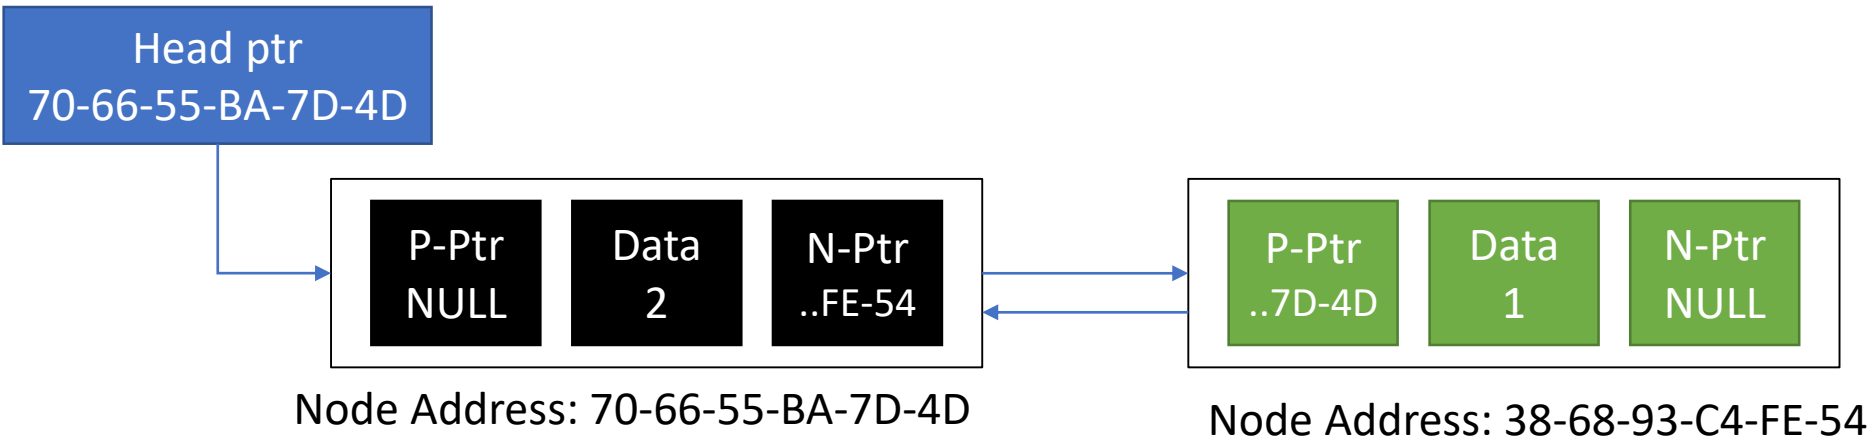 Head ptr
70-66-55-BA-7D-4D
P-Ptr
NULL
Data
2
N-Ptr
..FE-54
P-Ptr
..7D-4D
Data
1
N-Ptr
NULL
Node Address: 70-66-55-BA-7D-4D
Node Address: 38-68-93-C4-FE-54